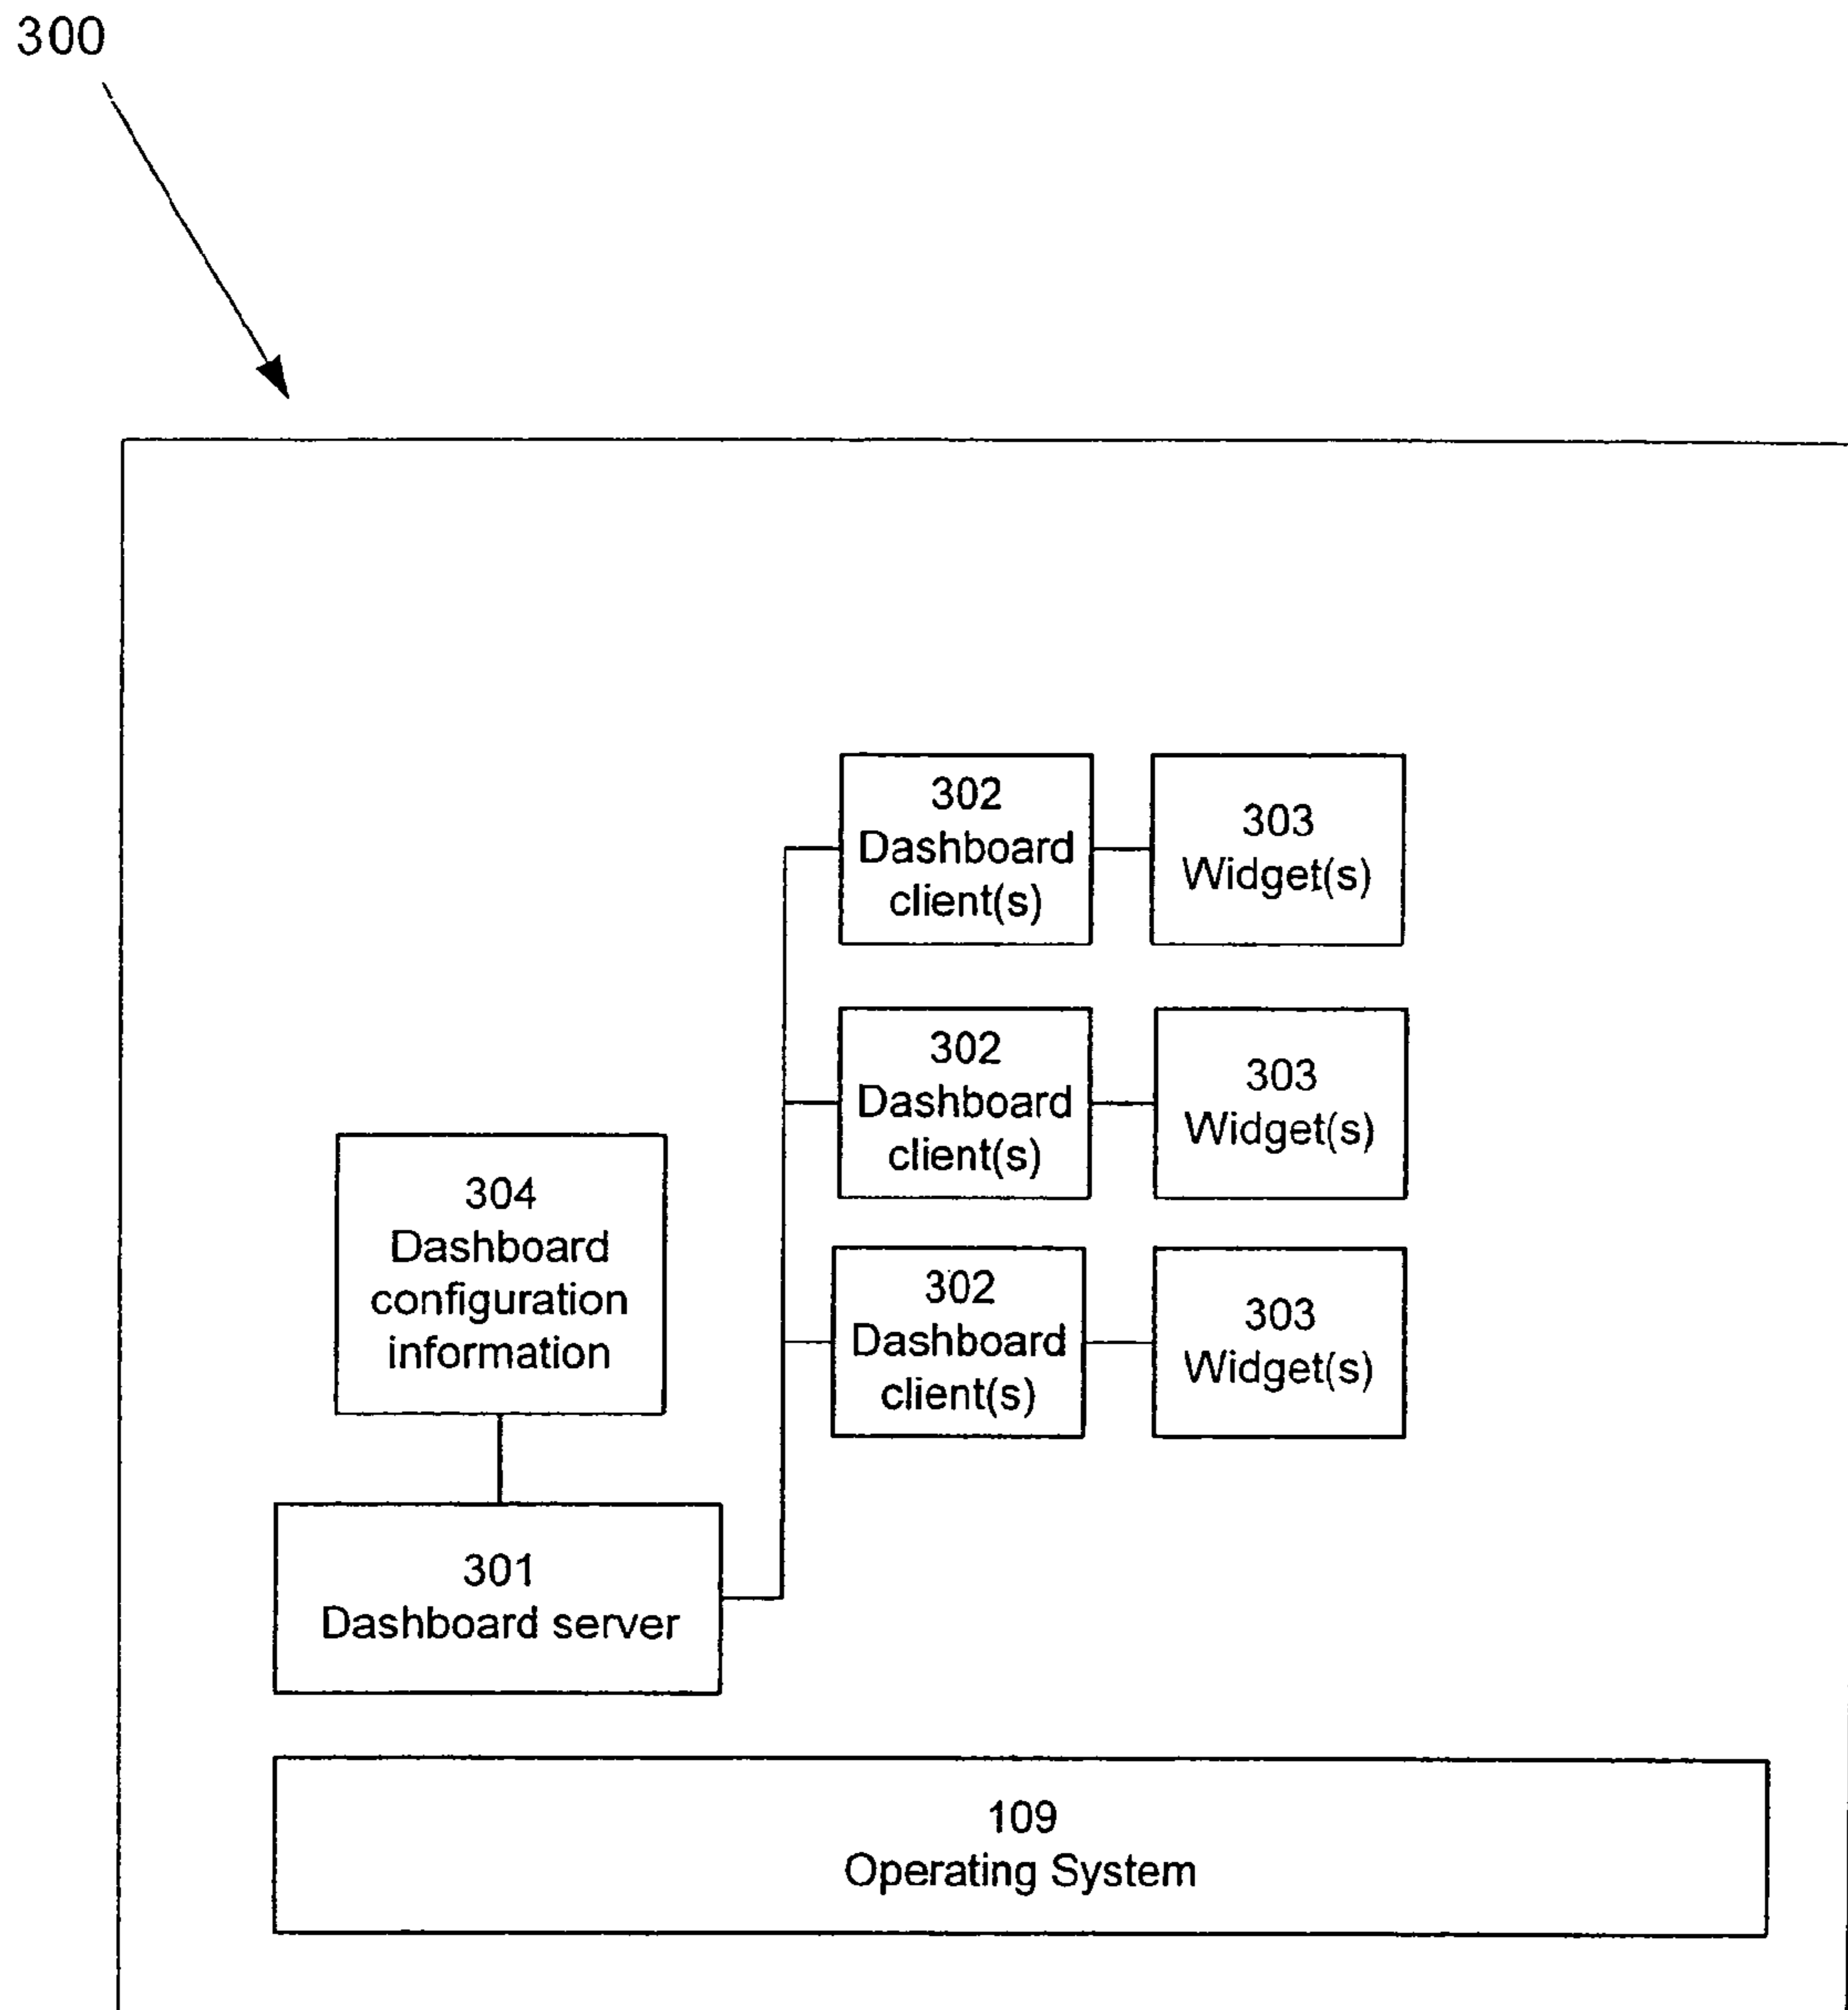 300
302
Dashboard
client(s)
303
Widget(s)
302
Dashboard
client(s)
303
Widget(s)
304
Dashboard
configuration
information
302
Dashboard
client(s)
303
Widget(s)
301
Dashboard server
109
Operating System